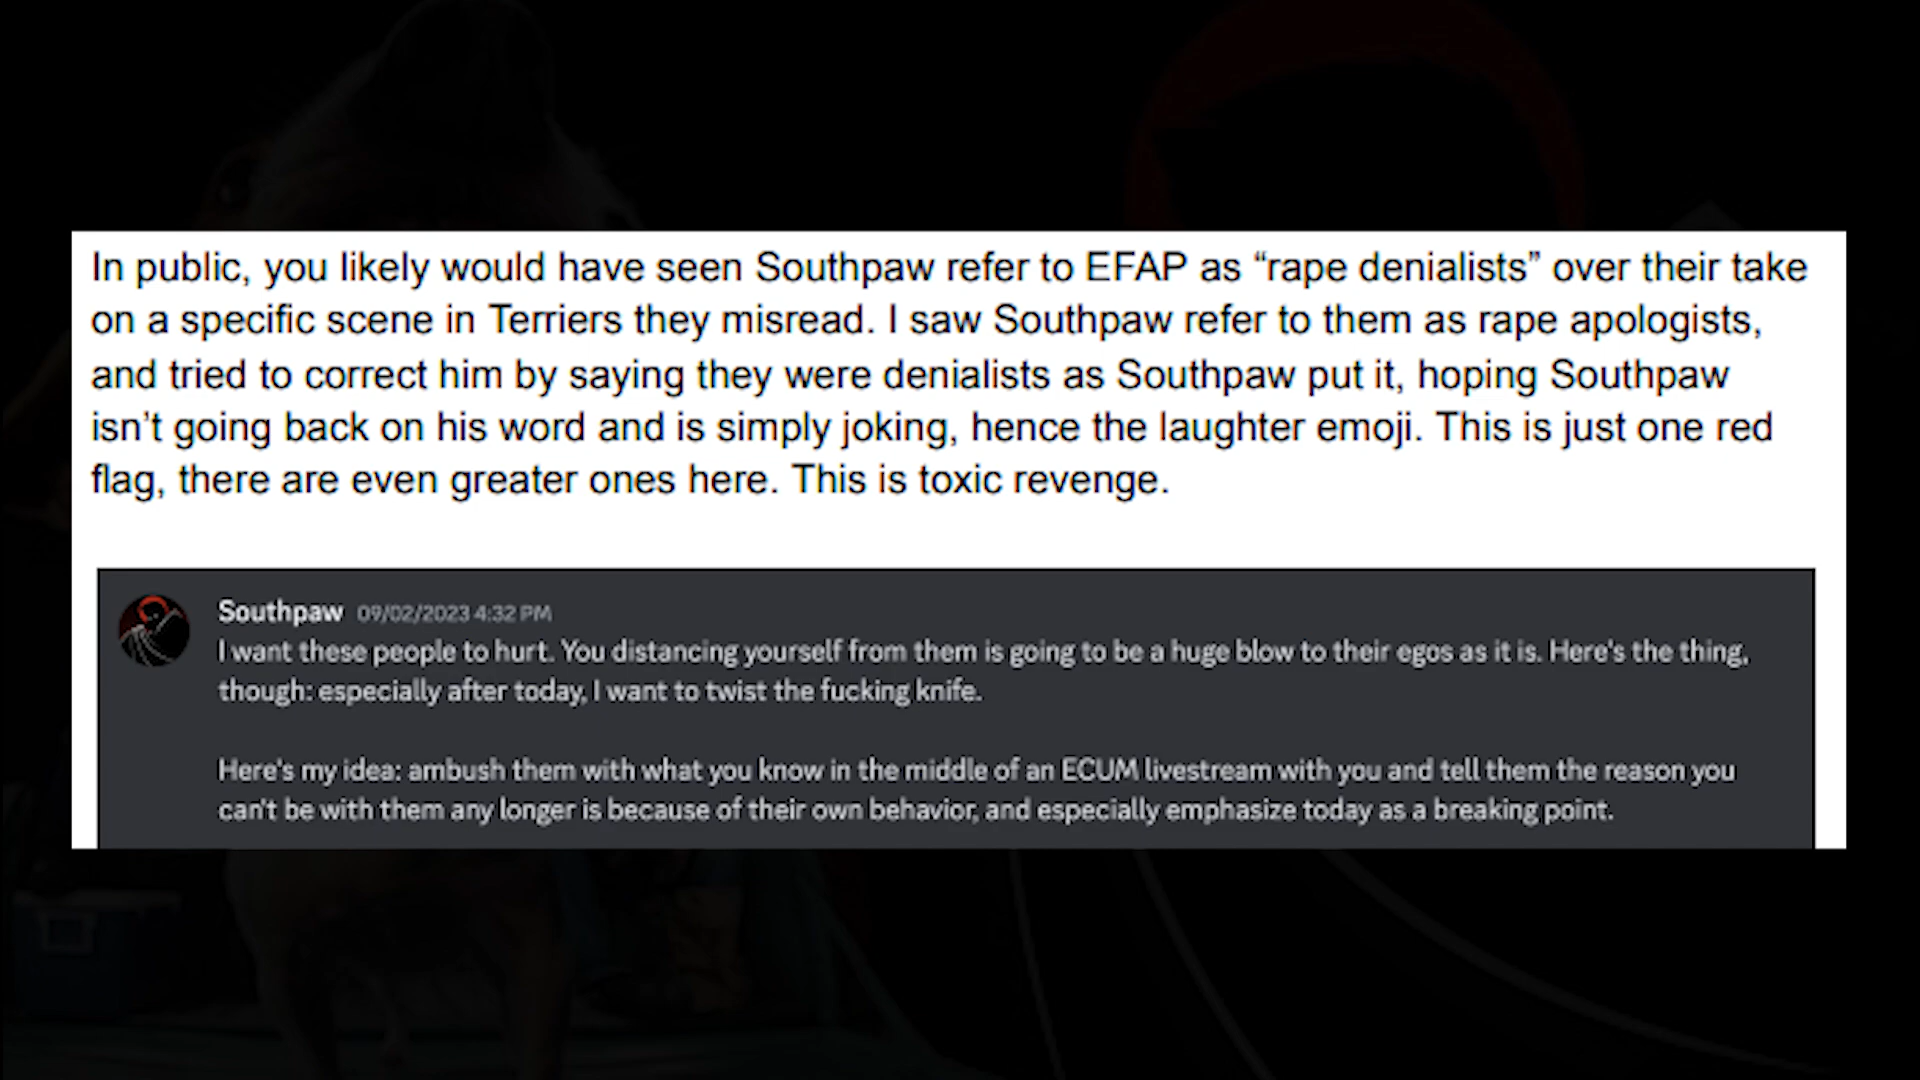 In public, you likely would have seen Southpaw refer to EFAP as “rape denialists” over their take
on a specific scene in Terriers they misread. I saw Southpaw refer to them as rape apologists,
and tried to correct him by saying they were denialists as Southpaw put it, hoping Southpaw
isn’t going back on his word and is simply joking, hence the laughter emoji. This is just one red
flag, there are even greater ones here. This is toxic revenge.
Southpaw 09/02/2023 4:32 PM
I want these people to hurt. You distancing yourself from them is going to be a huge blow to their egos as it is. Here's the thing,
though: especially after today, I want to twist the fucking knife.
Here's my idea: ambush them with what you know in the middle of an ECUM livestream with you and tell them the reason you
can't be with them any longer is because of their own behavior, and especially emphasize today as a breaking point.